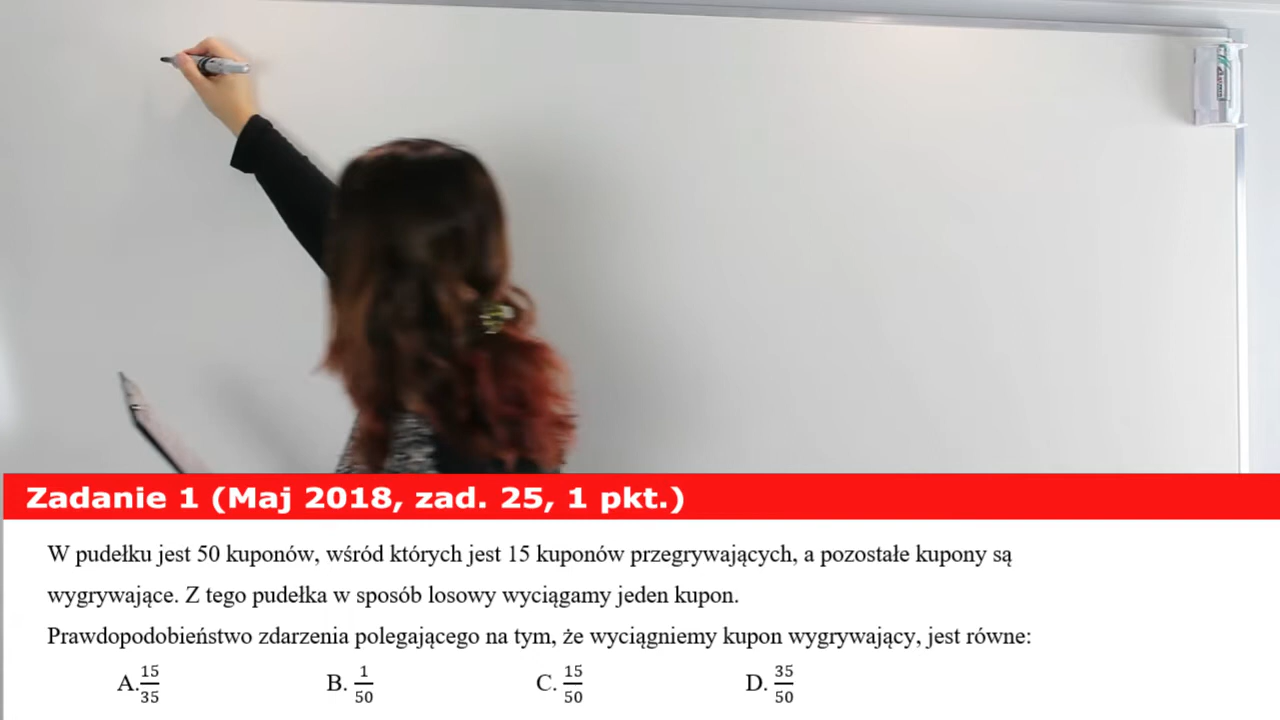 Zadanie 1 (Maj 2018, zad. 25, 1 pkt.)
W pudełku jest 50 kuponów, wśród których jest 15 kuponów przegrywających, a pozostałe kupony są
wygrywające. Z tego pudełka w sposób losowy wyciągamy jeden kupon.
Prawdopodobieństwo zdarzenia polegającego na tym, że wyciągniemy kupon wygrywający, jest równe:
A. 15/35 B. 1/50 C. 15/50 D. 35/50